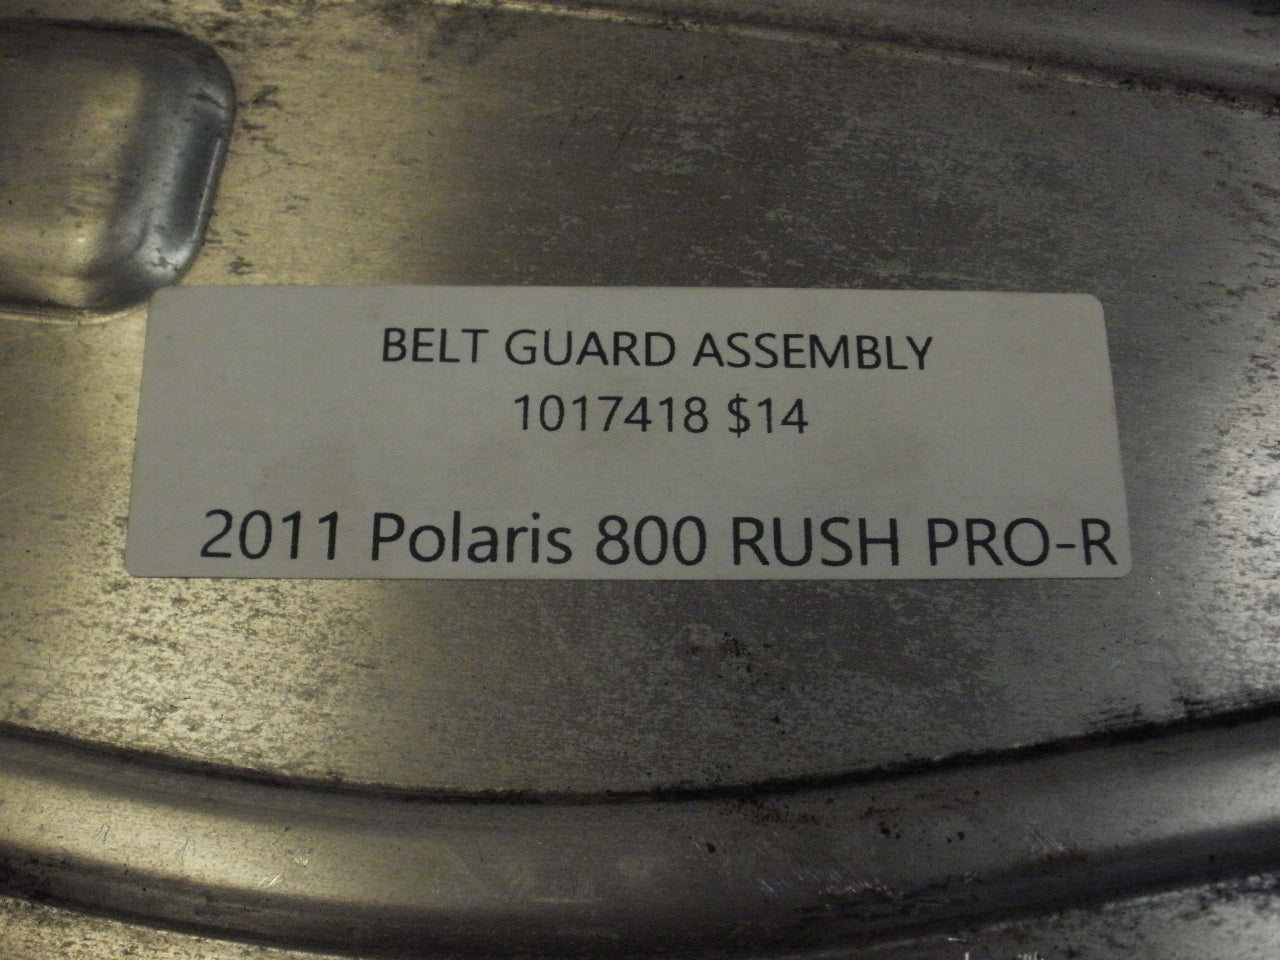 BELT GUARD ASSEMBLY
1017418 $14
2011 Polaris 800 RUSH PRO-R